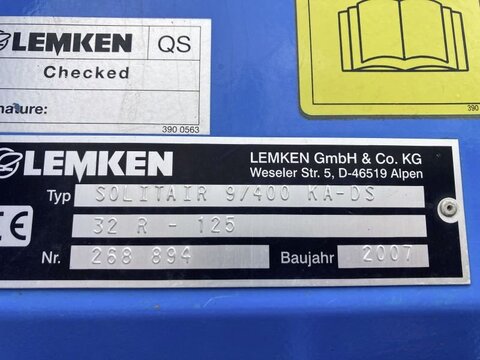 LEMKEN QS
Checked
nature:
390 0563
390
LEMKEN
LEMKEN GmbH & Co. KG
Weseler Str. 5, D-46519 Alpen
Typ SOLITAIR 9/400 KA-DS
32 R - 125
CE
Nr. 268 894 Baujahr 2007